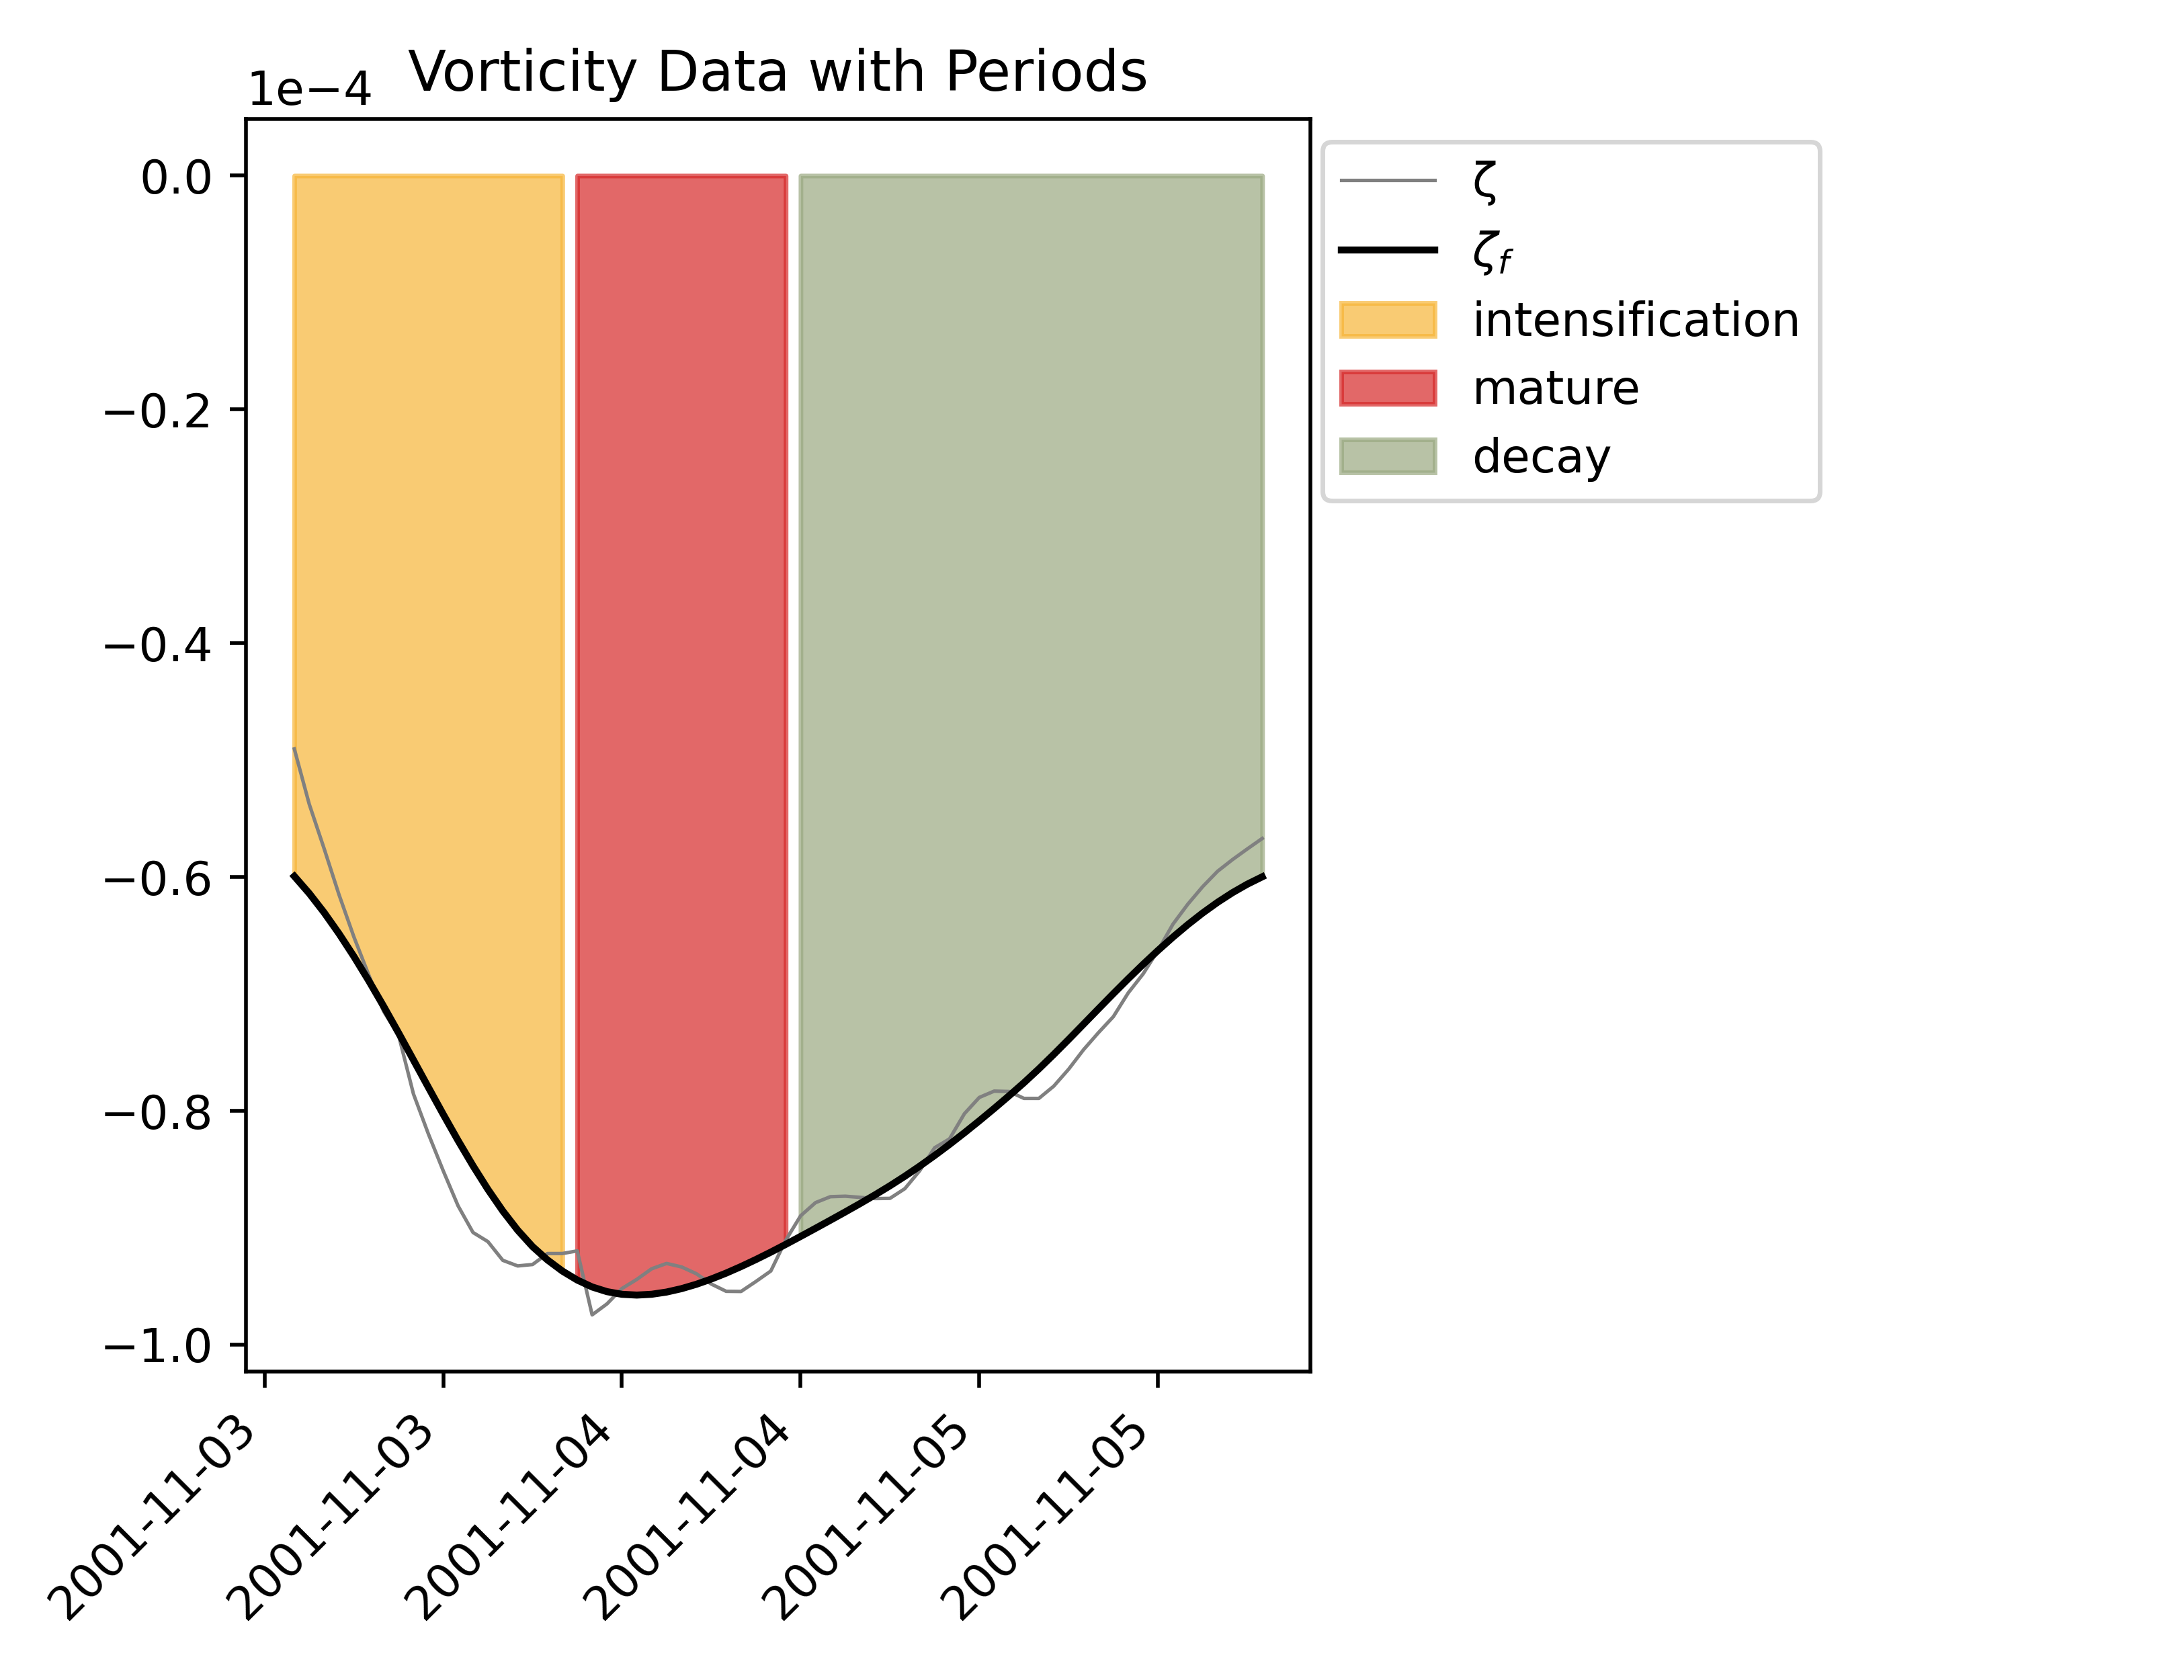 Vorticity Data with Periods
1e−4
0.0
−0.2
−0.4
−0.6
−0.8
−1.0
2001-11-03
2001-11-03
2001-11-04
2001-11-04
2001-11-05
2001-11-05
ζ
ζf
intensification
mature
decay